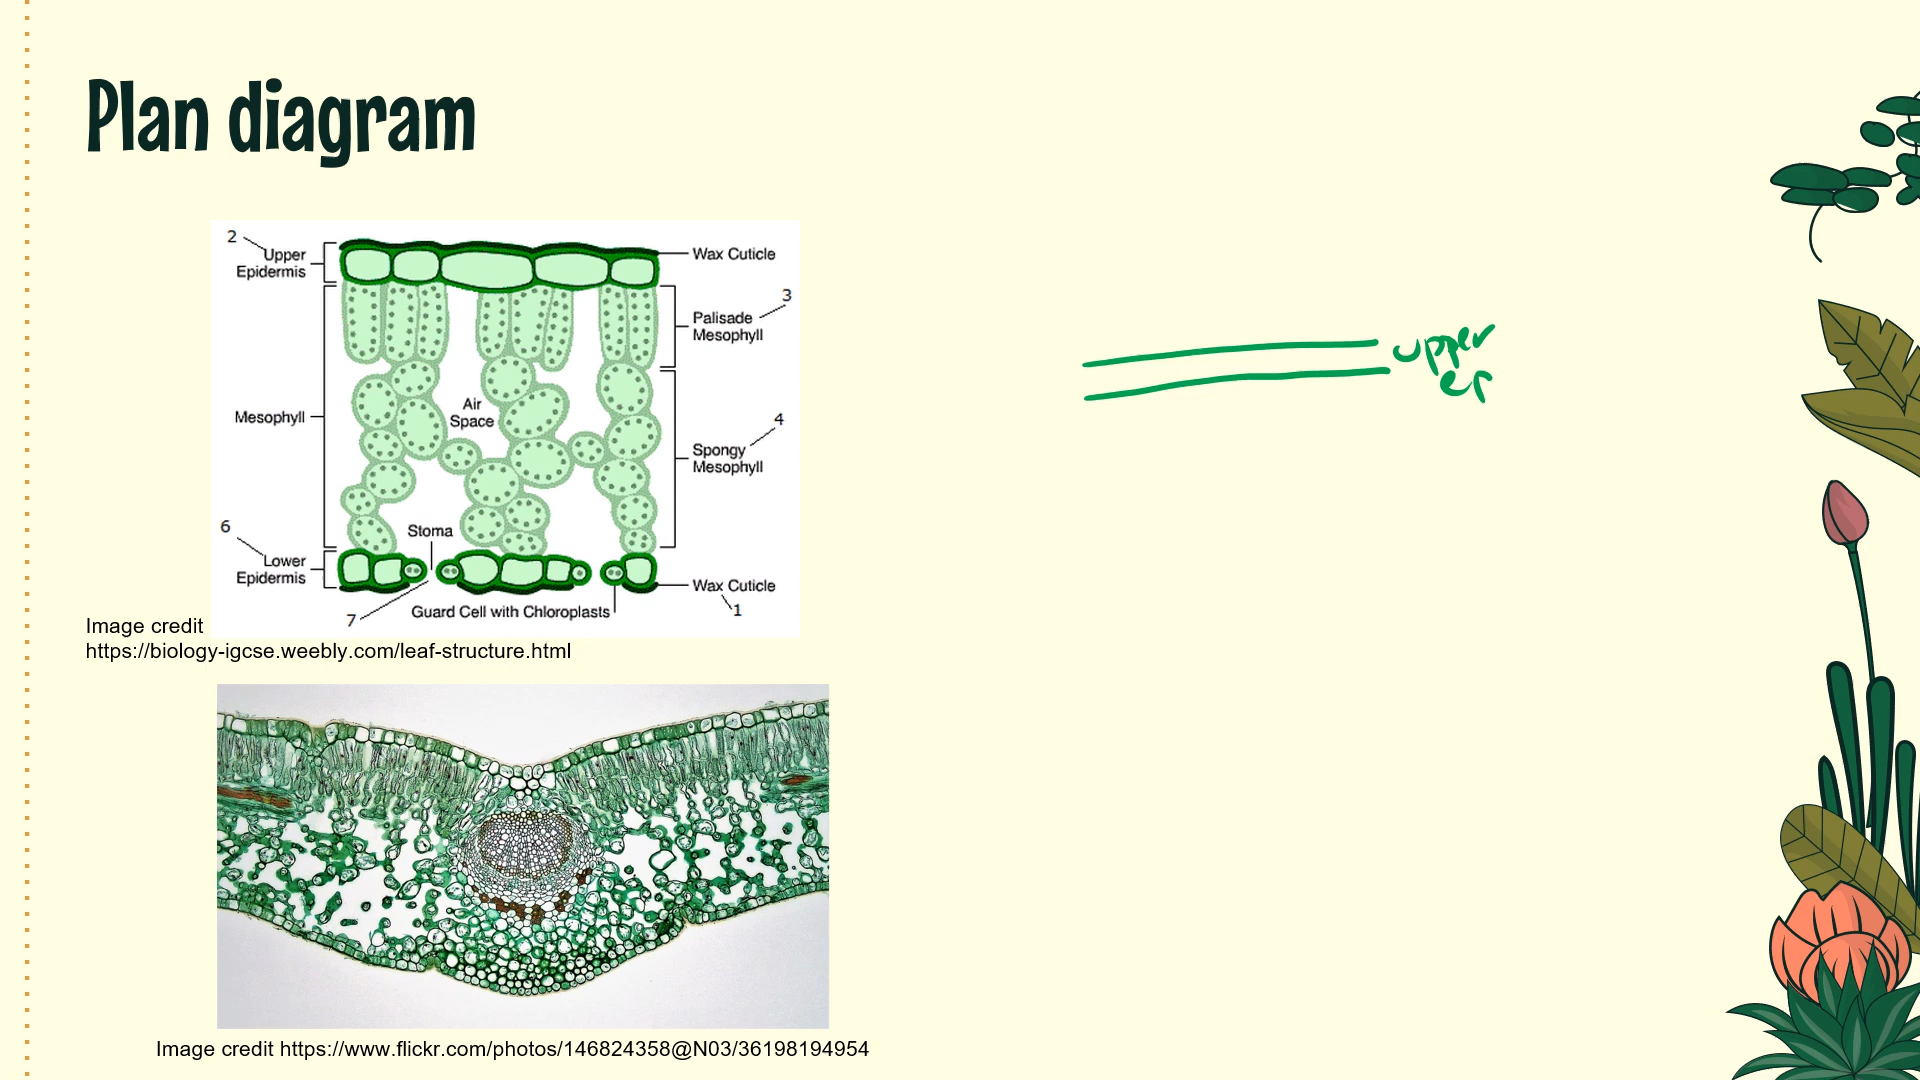 Plan diagram
2
Upper
Epidermis
Wax Cuticle
3
Palisade
Mesophyll
Mesophyll
Air
Space
4
Spongy
Mesophyll
6
Stoma
Lower
Epidermis
Wax Cuticle
7
Guard Cell with Chloroplasts
1
Image credit
https://biology-igcse.weebly.com/leaf-structure.html
Image credit https://www.flickr.com/photos/146824358@N03/36198194954
upper
ep